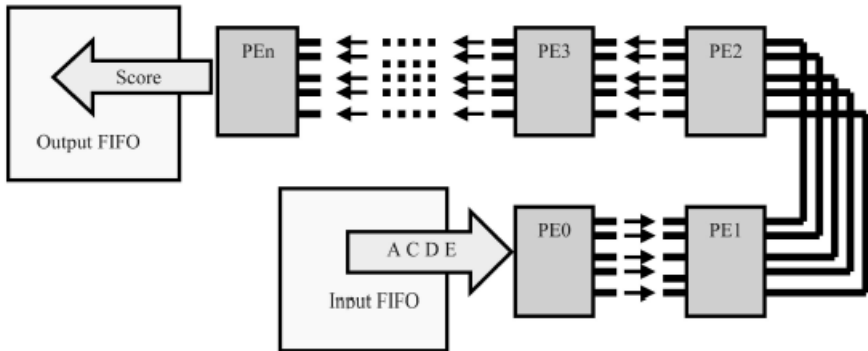 PEn
PE3
PE2
Score
Output FIFO
PE0
PE1
A C D E
Input FIFO